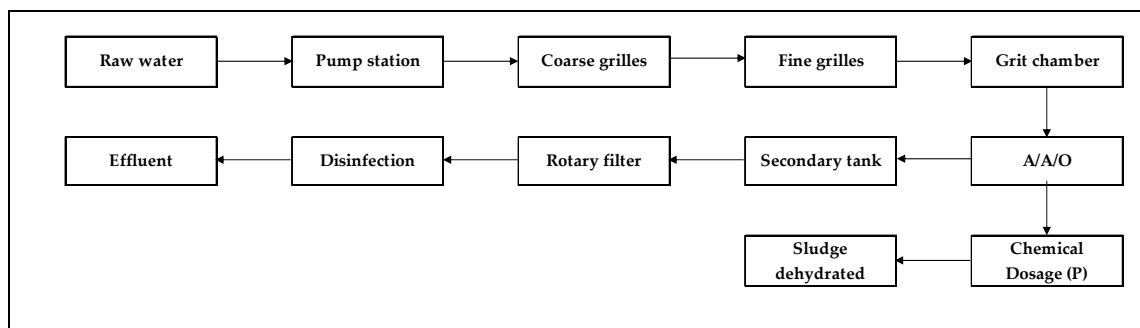 Raw water
Pump station
Coarse grilles
Fine grilles
Grit chamber
Effluent
Disinfection
Rotary filter
Secondary tank
A/A/O
Sludge
dehydrated
Chemical
Dosage (P)